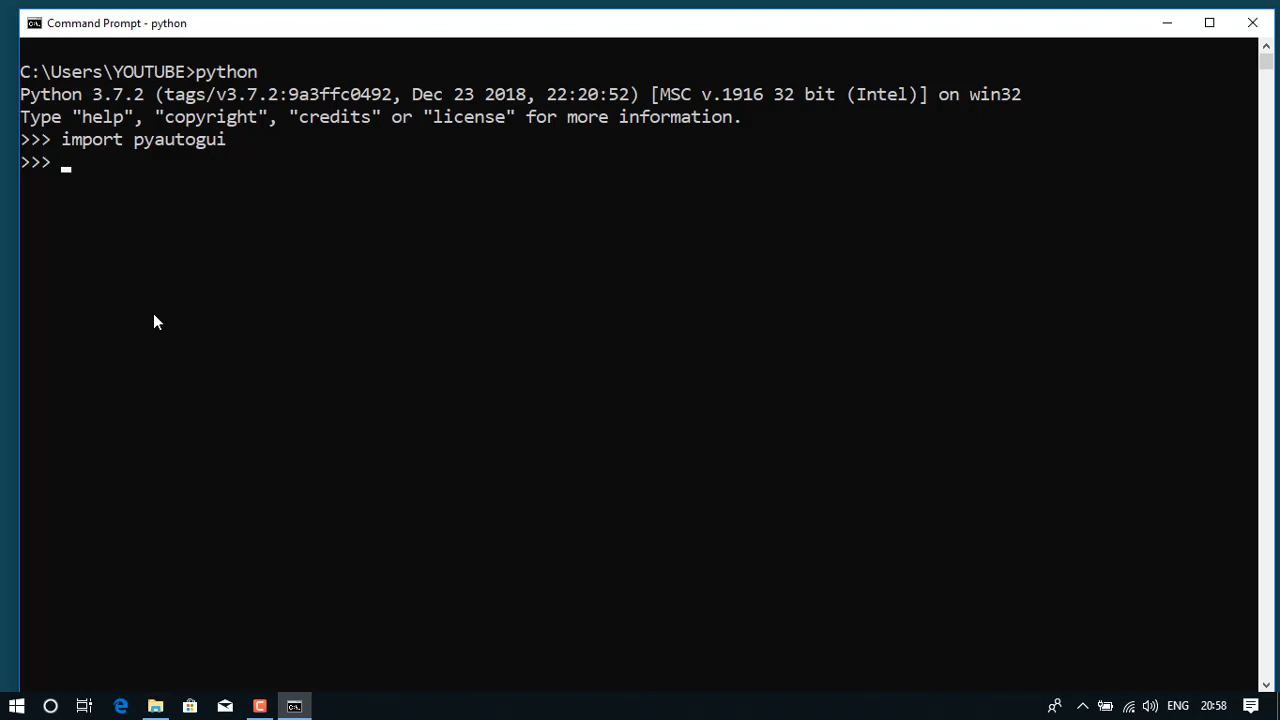 Command Prompt - python
C:\Users\YOUTUBE>python
Python 3.7.2 (tags/v3.7.2:9a3ffc0492, Dec 23 2018, 22:20:52) [MSC v.1916 32 bit (Intel)] on win32
Type "help", "copyright", "credits" or "license" for more information.
>>> import pyautogui
>>>
ENG 20:58